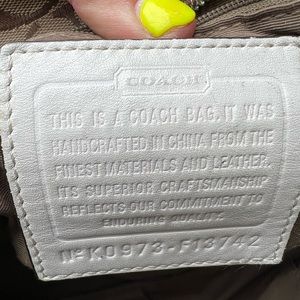 COACH
THIS IS A COACH BAG. IT WAS
HANDCRAFTED IN CHINA FROM THE
FINEST MATERIALS AND LEATHER.
ITS SUPERIOR CRAFTSMANSHIP
REFLECTS OUR COMMITMENT TO
ENDURING QUALITY.
Nº K0973-F13742